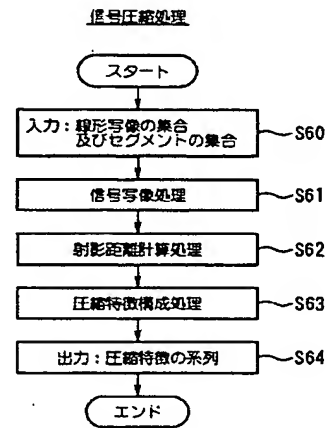 信号圧縮処理
スタート
入力：線形写像の集合
及びセグメントの集合
S60
信号写像処理
S61
射影距離計算処理
S62
圧縮特徴構成処理
S63
出力：圧縮特徴の系列
S64
エンド